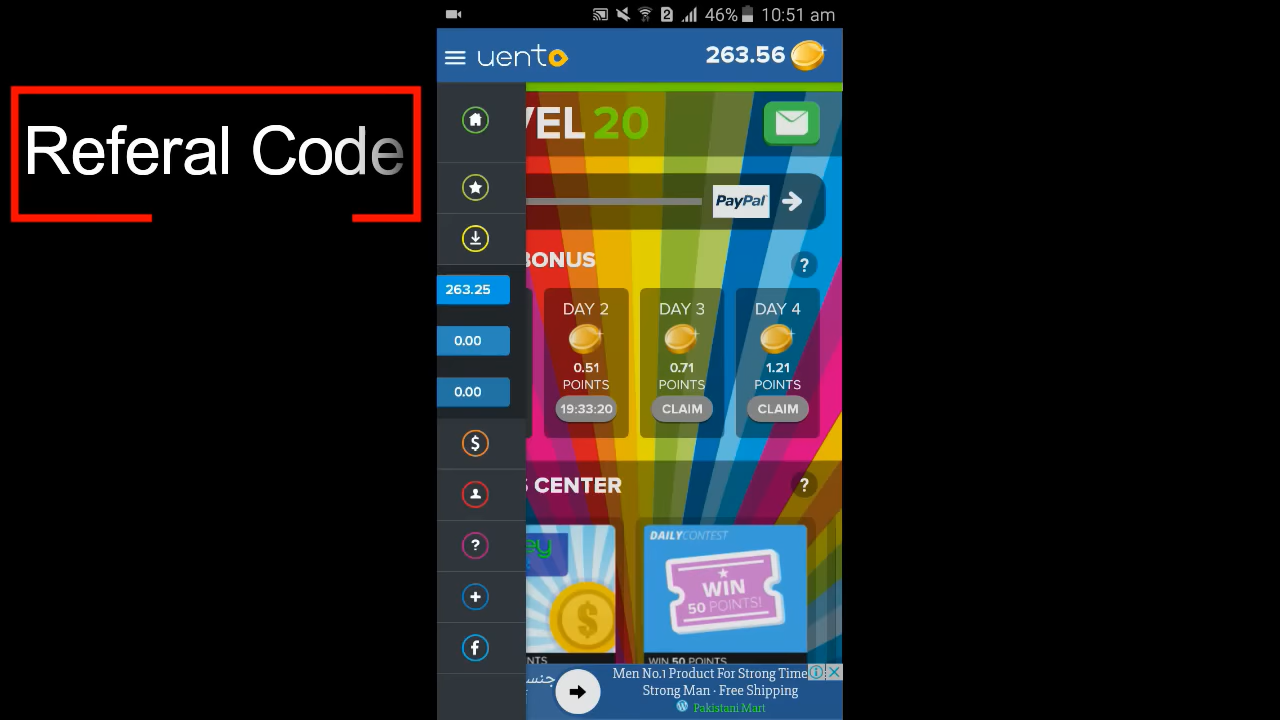 46% 10:51 am
uento 263.56
Referal Code
VEL 20
PayPal
263.25
BONUS ?
0.00
0.00
DAY 2
0.51
POINTS
19:33:20
DAY 3
0.71
POINTS
CLAIM
DAY 4
1.21
POINTS
CLAIM
$
?
S CENTER ?
ey
$
DAILYCONTEST
WIN
50 POINTS!
NTS
WIN 50 POINTS
Men No.1 Product For Strong Time
Strong Man · Free Shipping
Pakistani Mart